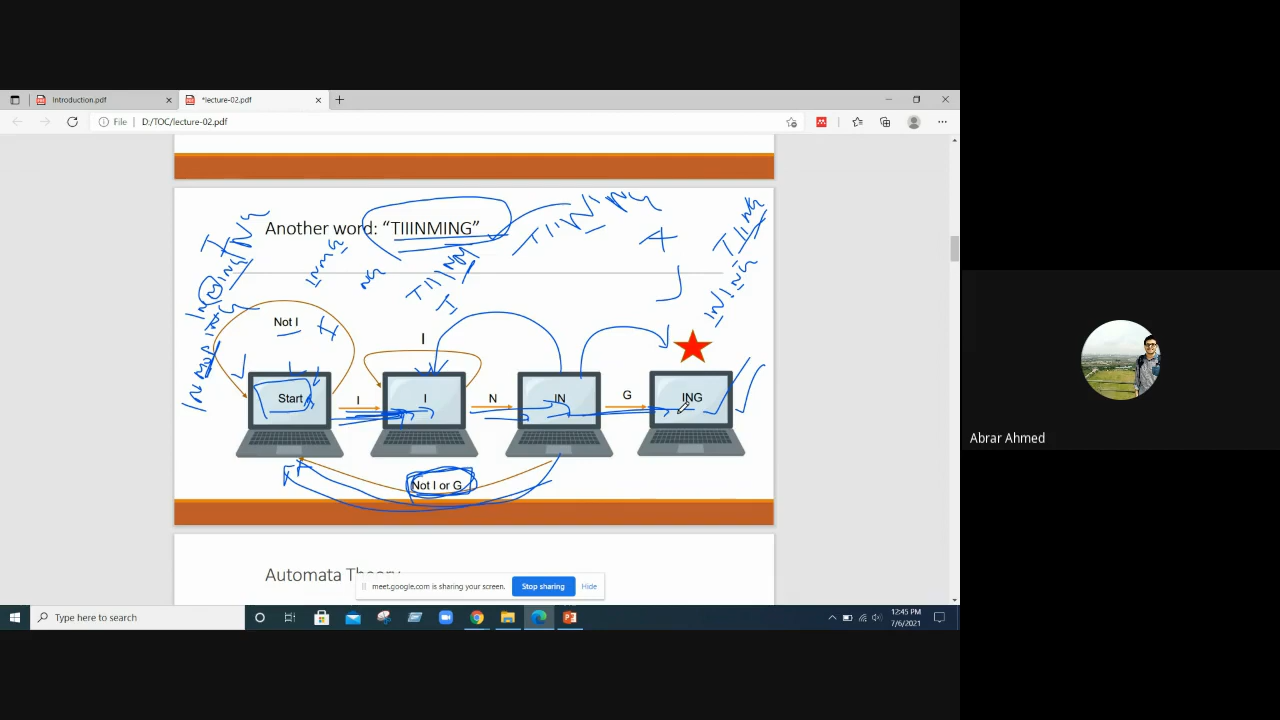 Introduction.pdf
*lecture-02.pdf
File D:/TOC/lecture-02.pdf
Another word: “TIIINMING”
A
J
I
Not I
I
I
Start
I
I
N
IN
G
ING
Not I or G
Automata Theory
meet.google.com is sharing your screen.
Stop sharing
Hide
Type here to search
12:45 PM
7/6/2021
Abrar Ahmed